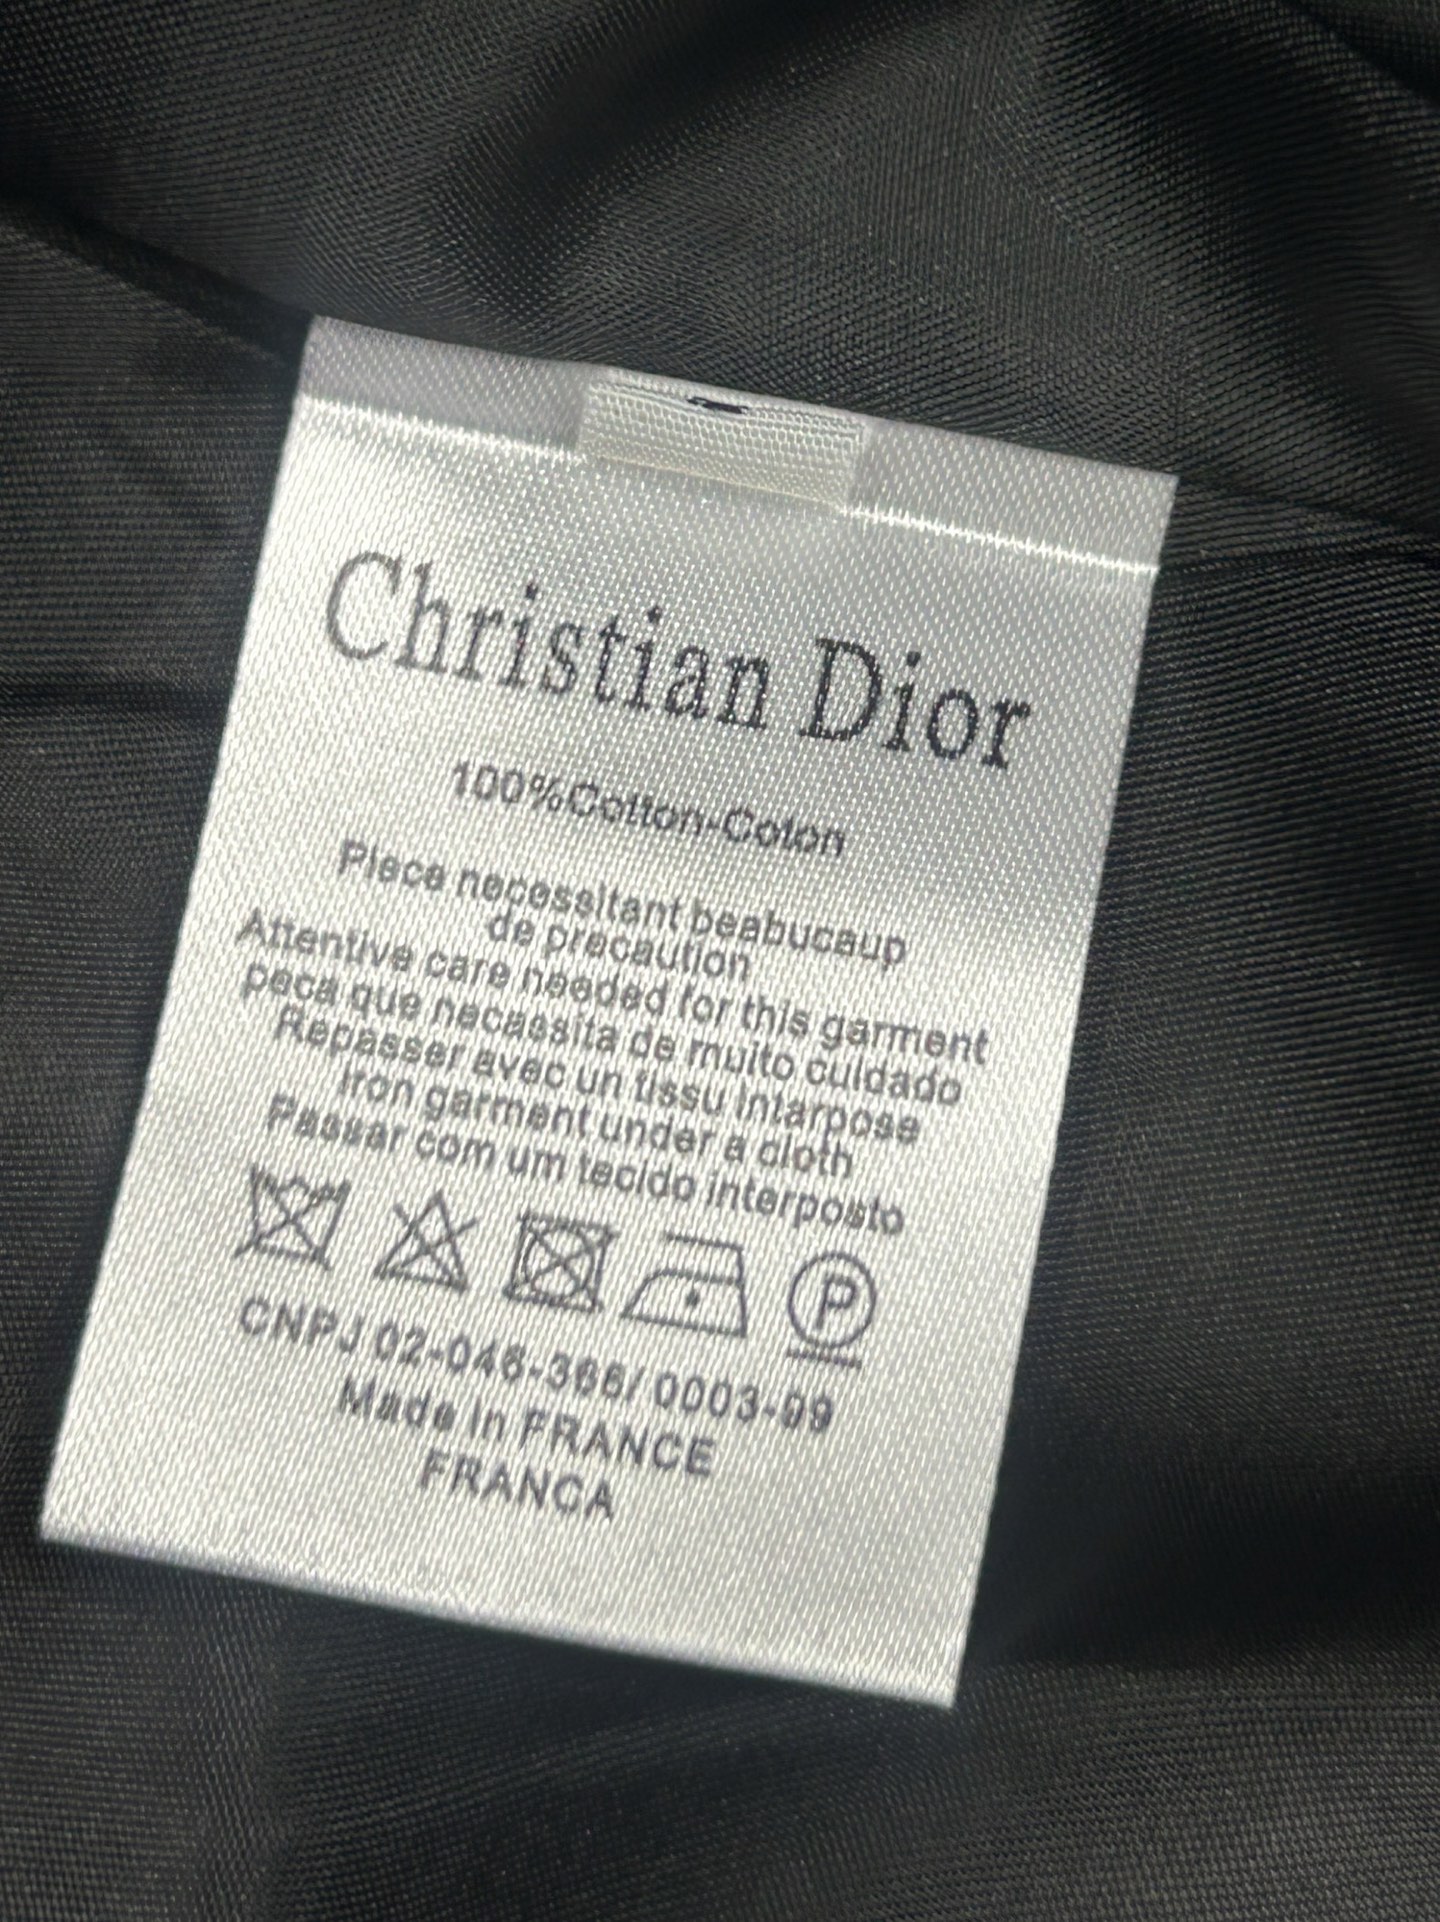 Christian Dior
100%Cotton-Coton
Piece necessitant beabucaup
de precaution
Attentive care needed for this garment
peca que necassita de muito cuidado
Repasser avec un tissu intarpose
iron garment under a cloth
Passar com um tecido interposto
P
CNPJ 02-046-366/ 0003-99
Made in FRANCE
FRANCA